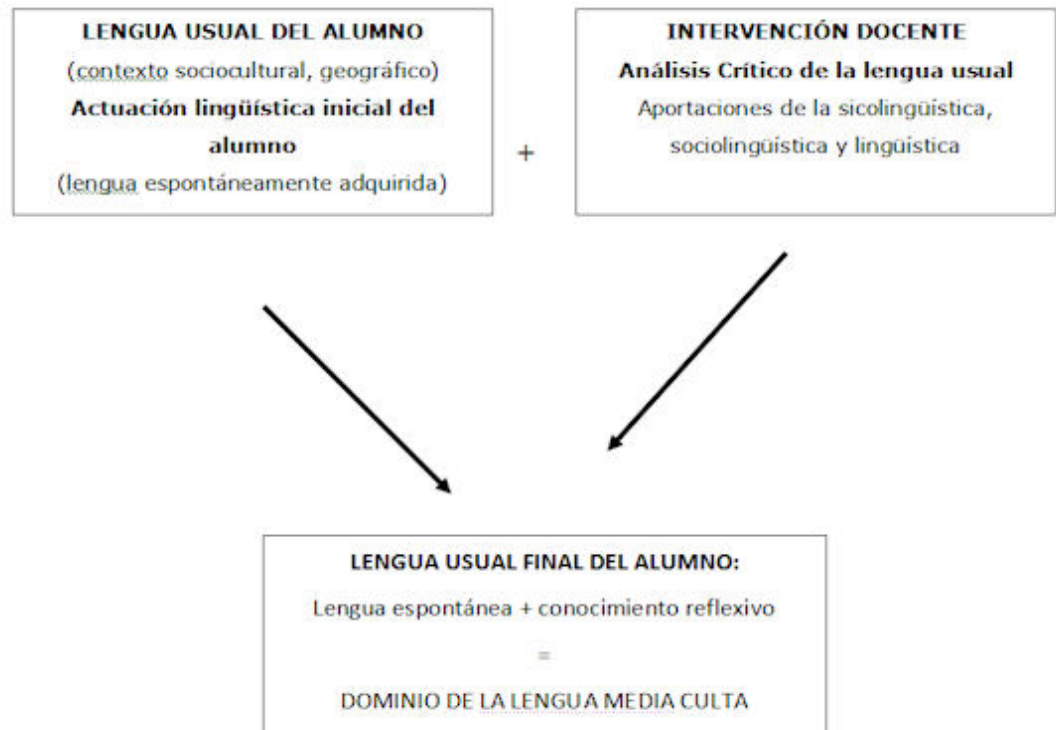 LENGUA USUAL DEL ALUMNO
(contexto sociocultural, geográfico)
Actuación lingüística inicial del
alumno
(lengua espontáneamente adquirida)
+
INTERVENCIÓN DOCENTE
Análisis Crítico de la lengua usual
Aportaciones de la sicolingüística,
sociolingüística y lingüística
LENGUA USUAL FINAL DEL ALUMNO:
Lengua espontánea + conocimiento reflexivo
=
DOMINIO DE LA LENGUA MEDIA CULTA